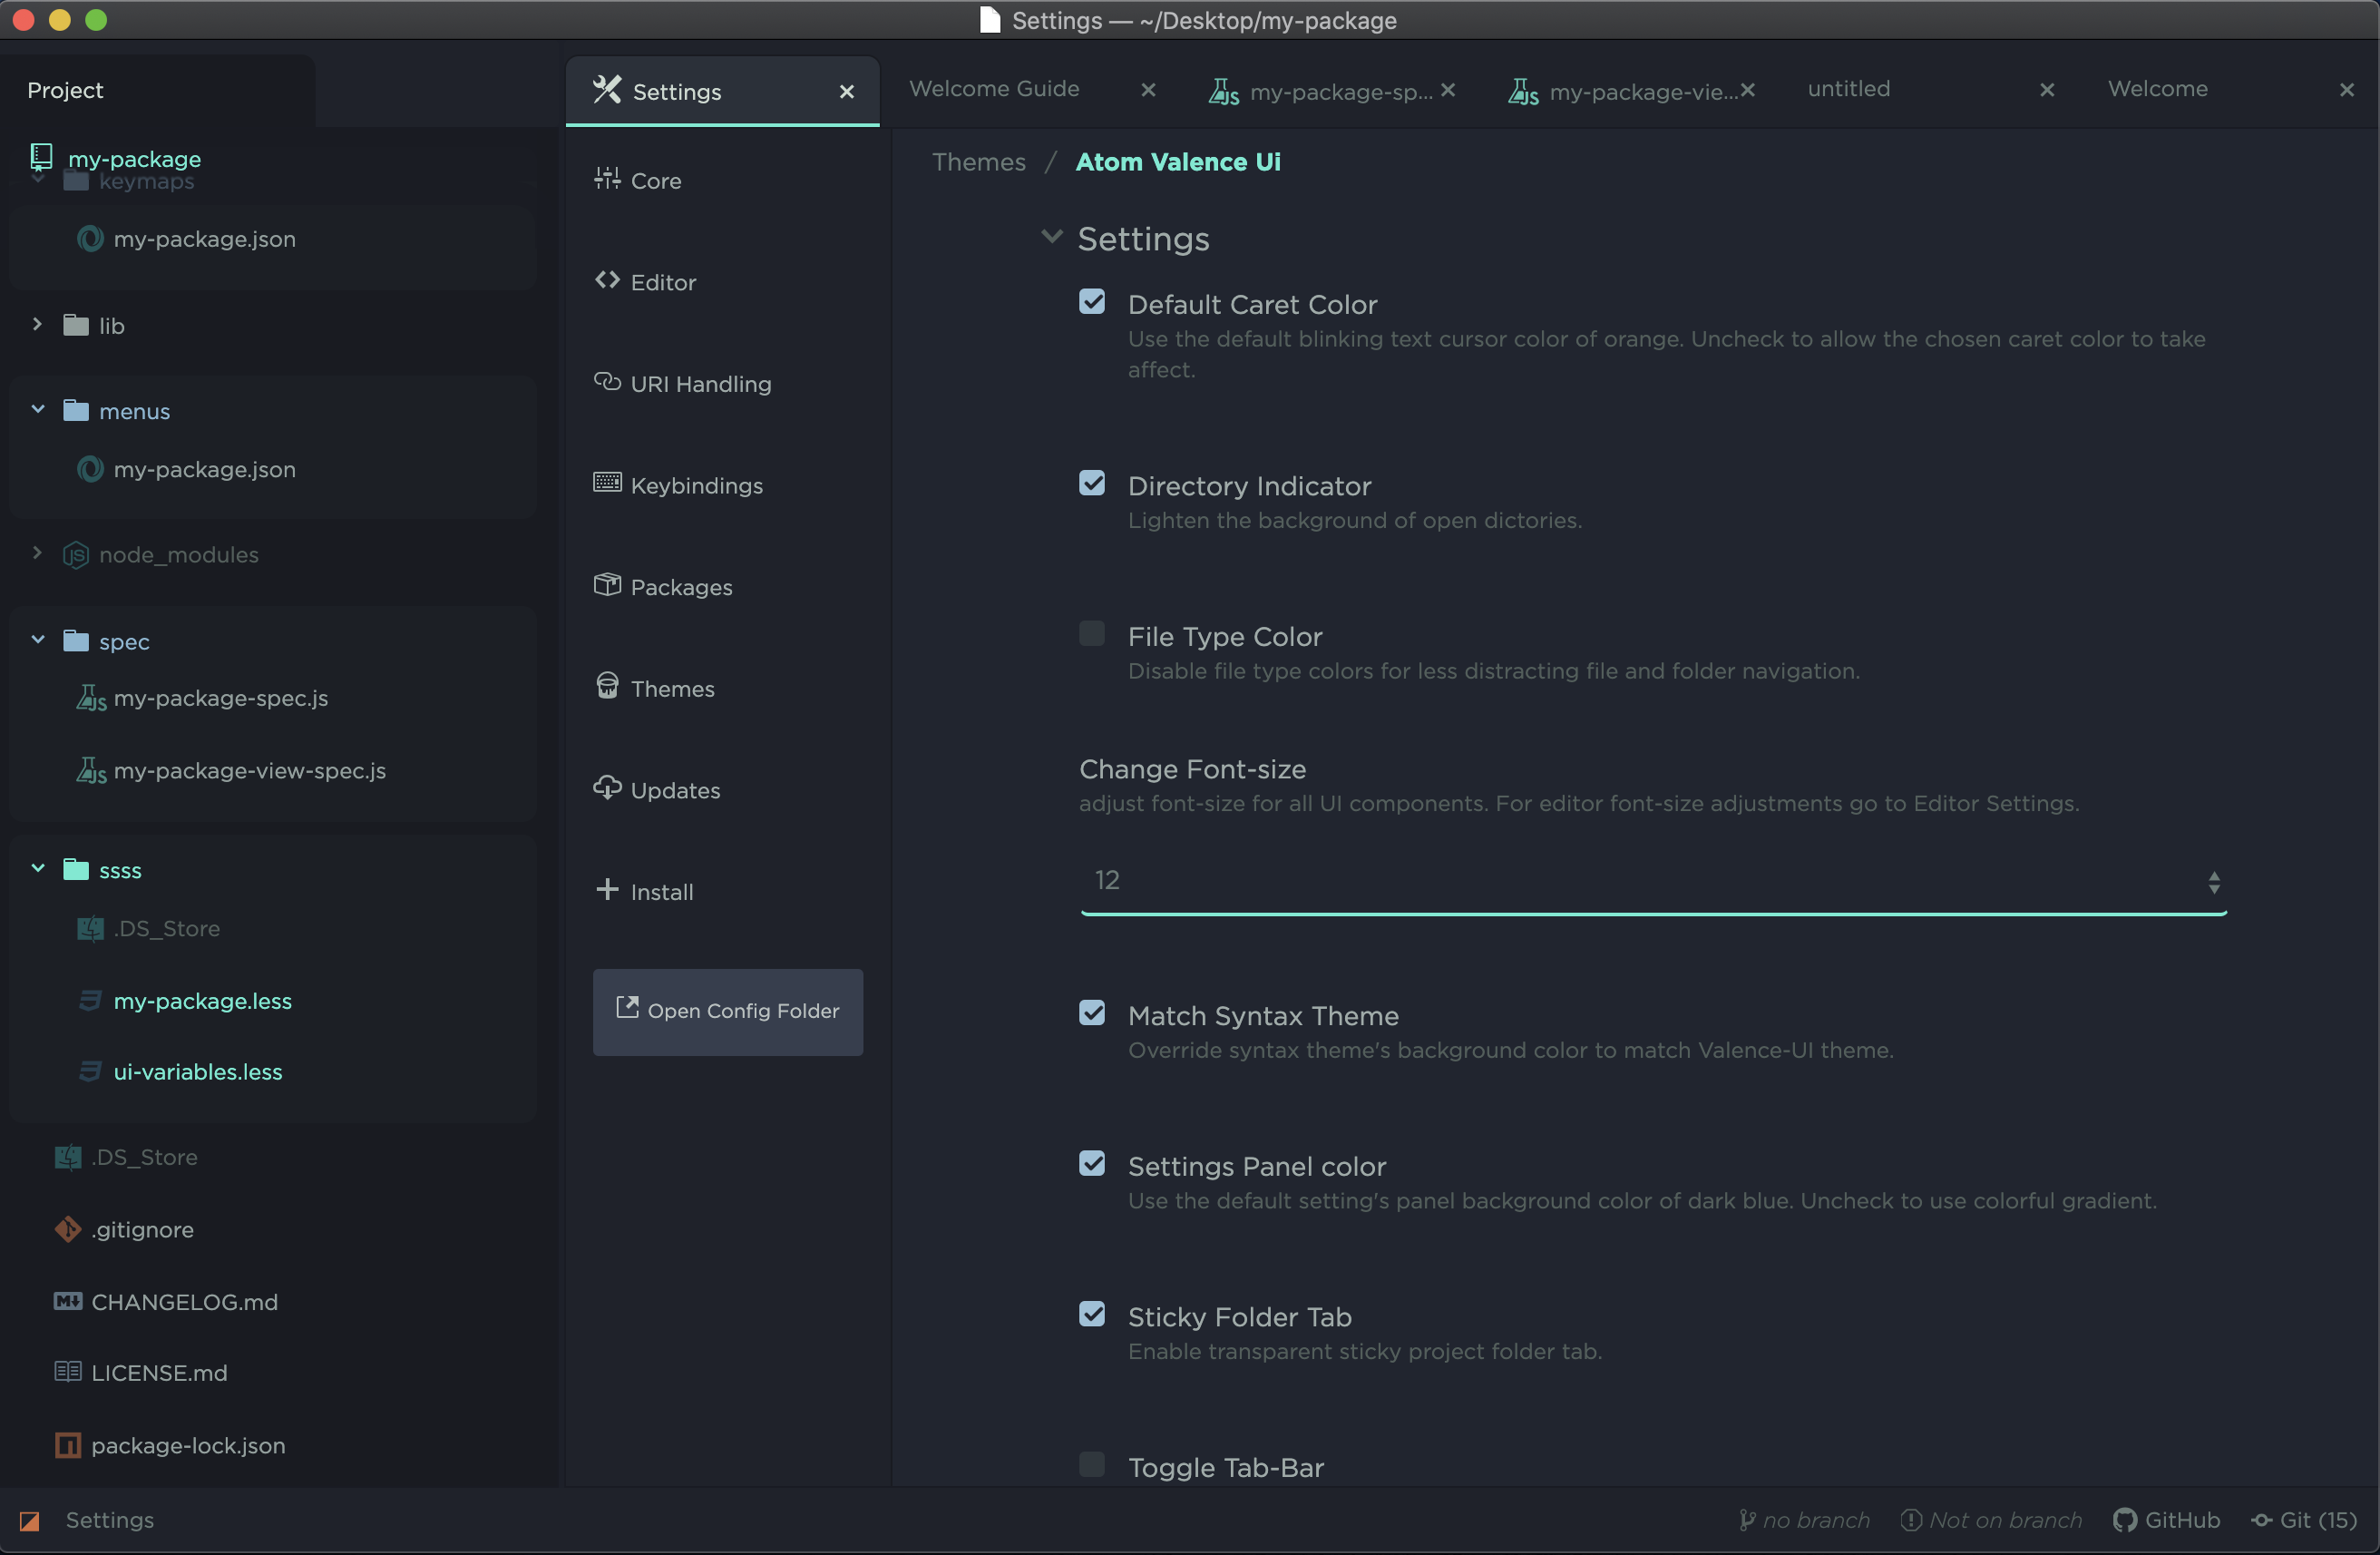 Settings — ~/Desktop/my-package
Project
my-package
keymaps
my-package.json
lib
menus
my-package.json
node_modules
spec
my-package-spec.js
my-package-view-spec.js
ssss
.DS_Store
my-package.less
ui-variables.less
.DS_Store
.gitignore
CHANGELOG.md
LICENSE.md
package-lock.json
Settings
Welcome Guide
my-package-sp...
my-package-vie...
untitled
Welcome
Core
Editor
URI Handling
Keybindings
Packages
Themes
Updates
Install
Open Config Folder
Themes / Atom Valence Ui
Settings
Default Caret Color
Use the default blinking text cursor color of orange. Uncheck to allow the chosen caret color to take
affect.
Directory Indicator
Lighten the background of open dictories.
File Type Color
Disable file type colors for less distracting file and folder navigation.
Change Font-size
adjust font-size for all UI components. For editor font-size adjustments go to Editor Settings.
12
Match Syntax Theme
Override syntax theme's background color to match Valence-UI theme.
Settings Panel color
Use the default setting's panel background color of dark blue. Uncheck to use colorful gradient.
Sticky Folder Tab
Enable transparent sticky project folder tab.
Toggle Tab-Bar
Settings
no branch
Not on branch
GitHub
Git (15)